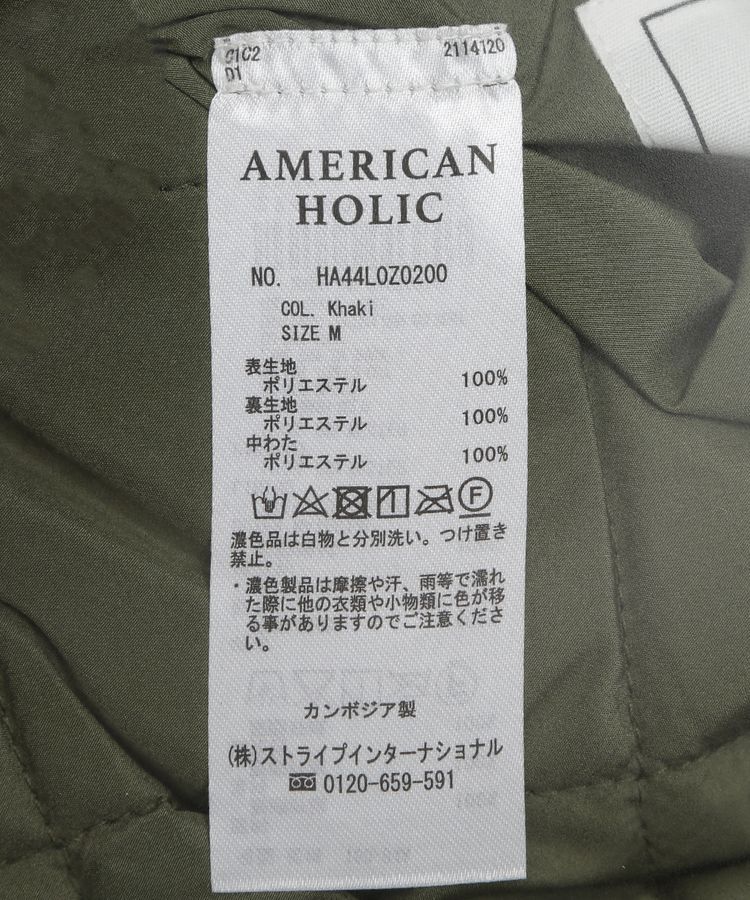 C1C2 2114120
D1
AMERICAN
HOLIC
NO. HA44L0Z0200
COL. Khaki
SIZE M
表生地
ポリエステル 100%
裏生地
ポリエステル 100%
中わた
ポリエステル 100%
F
濃色品は白物と分別洗い。つけ置き
禁止。
・濃色製品は摩擦や汗、雨等で濡れ
た際に他の衣類や小物類に色が移
る事がありますのでご注意くださ
い。
カンボジア製
(株)ストライプインターナショナル
0120-659-591